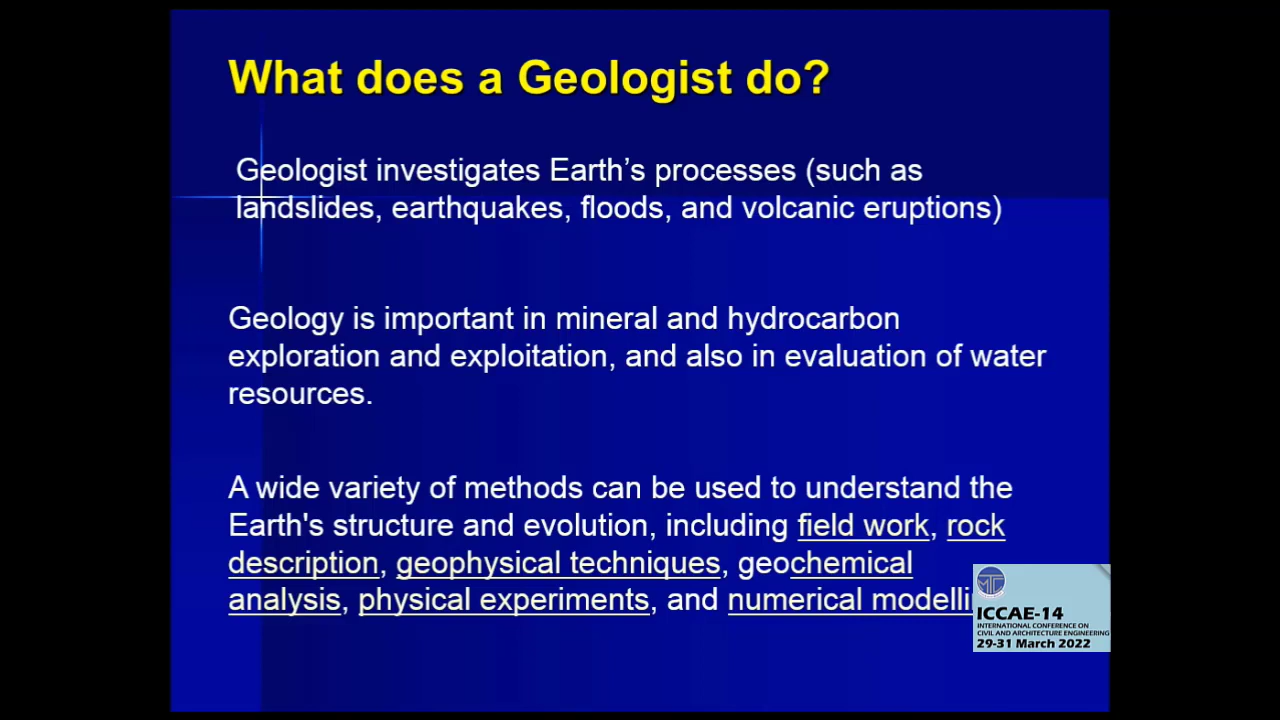 What does a Geologist do?
Geologist investigates Earth's processes (such as
landslides, earthquakes, floods, and volcanic eruptions)
Geology is important in mineral and hydrocarbon
exploration and exploitation, and also in evaluation of water
resources.
A wide variety of methods can be used to understand the
Earth's structure and evolution, including field work, rock
description, geophysical techniques, geochemical
analysis, physical experiments, and numerical modelli
MTC
ICCAE-14
INTERNATIONAL CONFERENCE ON
CIVIL AND ARCHITECTURE ENGINEERING
29-31 March 2022